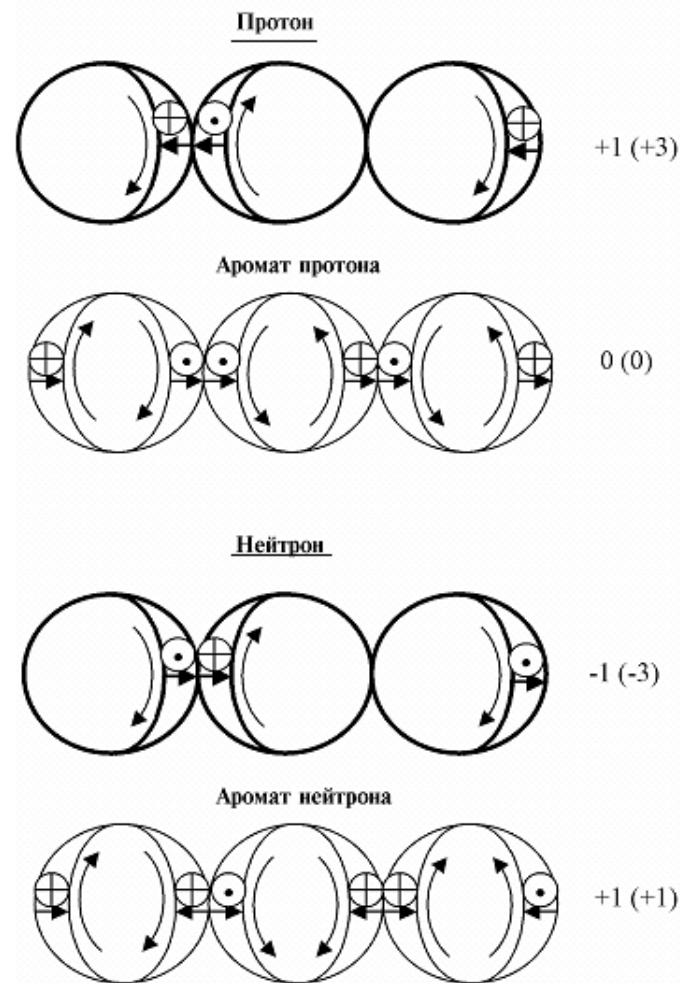 Протон
+1 (+3)
Аромат протона
0 (0)
Нейтрон
-1 (-3)
Аромат нейтрона
+1 (+1)